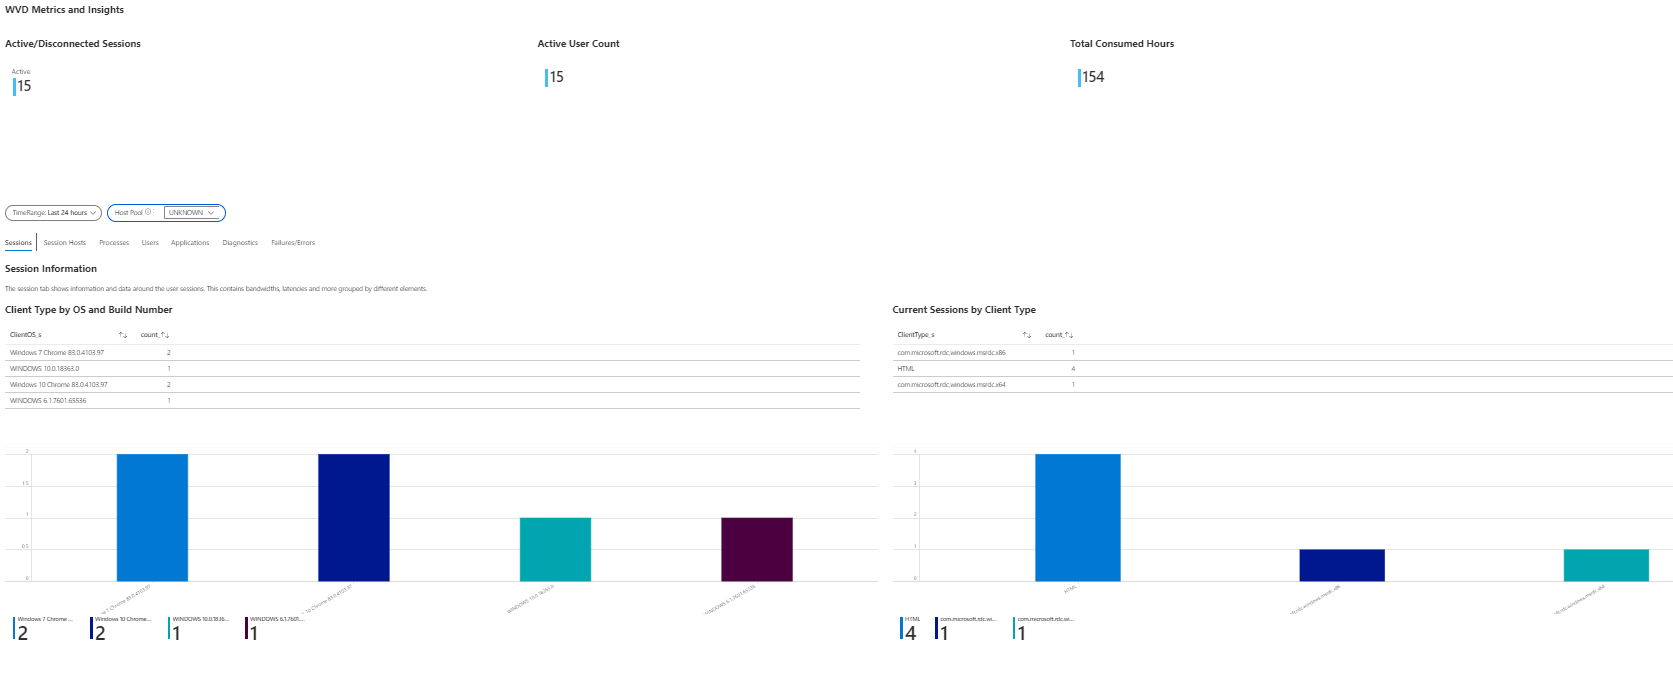 WVD Metrics and Insights
Active/Disconnected Sessions
Active
15
Active User Count
15
Total Consumed Hours
154
TimeRange: Last 24 hours
Host Pool UNKNOWN
Sessions Session Hosts Processes Users Applications Diagnostics Failures/Errors
Session Information
The session tab shows information and data around the user sessions. This contains bandwidths, latencies and more grouped by different elements.
Client Type by OS and Build Number
ClientOS_s count_
Windows 7 Chrome 83.0.4103.97 2
WINDOWS 10.0.18363.0 1
Windows 10 Chrome 83.0.4103.97 2
WINDOWS 6.1.7601.65536 1
2
1.5
1
0.5
0
7 Chrome 83.0.4103.97
10 Chrome 83.0.4103.97
WINDOWS 10.0.18363.0
WINDOWS 6.1.7601.65536
Windows 7 Chrome ...
2
Windows 10 Chrome...
2
WINDOWS 10.0.1836...
1
WINDOWS 6.1.7601....
1
Current Sessions by Client Type
ClientType_s count_
com.microsoft.rdc.windows.msrdc.x86 1
HTML 4
com.microsoft.rdc.windows.msrdc.x64 1
4
3
2
1
0
HTML
.rdc.windows.msrdc.x86
.rdc.windows.msrdc.x64
HTML
4
com.microsoft.rdc.wi...
1
com.microsoft.rdc.wi...
1